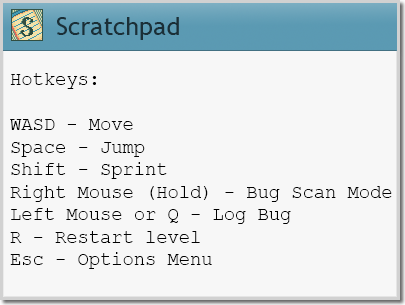 Scratchpad
Hotkeys:
WASD - Move
Space - Jump
Shift - Sprint
Right Mouse (Hold) - Bug Scan Mode
Left Mouse or Q - Log Bug
R - Restart level
Esc - Options Menu